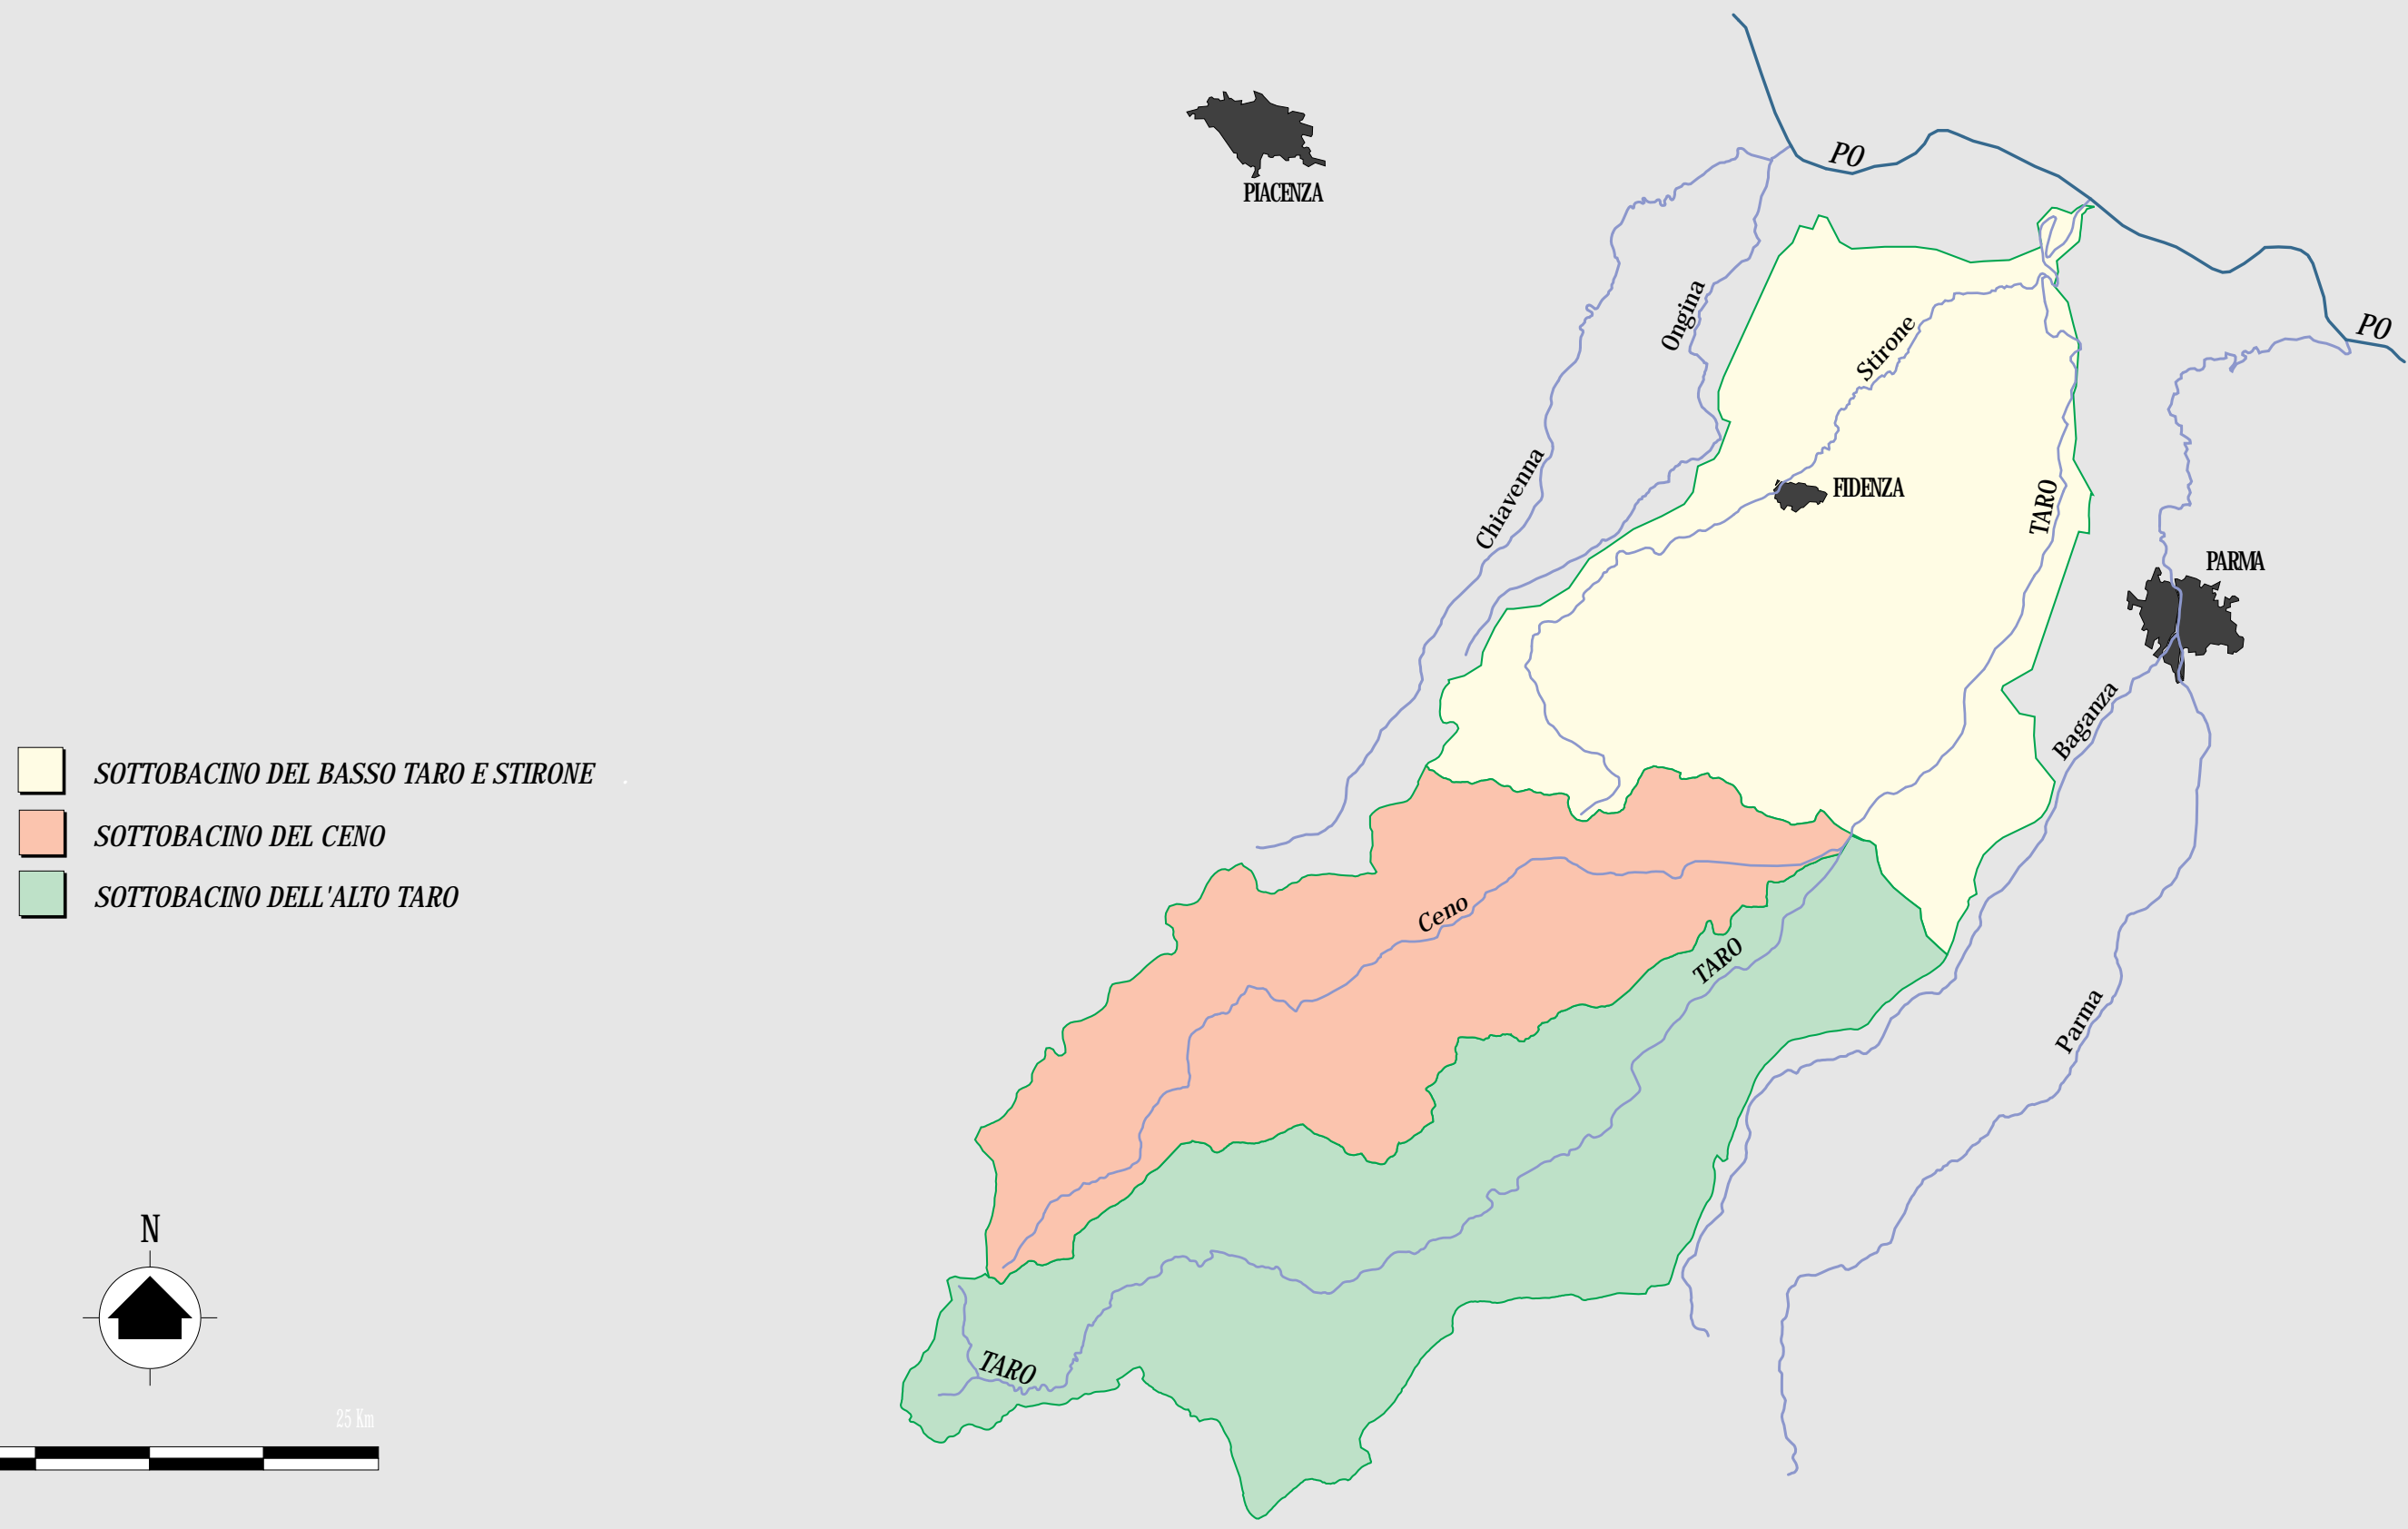 PIACENZA
PO
PO
Ongina
Stirone
Chiavenna
FIDENZA
TARO
PARMA
Baganza
SOTTOBACINO DEL BASSO TARO E STIRONE
SOTTOBACINO DEL CENO
SOTTOBACINO DELL'ALTO TARO
Ceno
TARO
Parma
N
TARO
25 Km